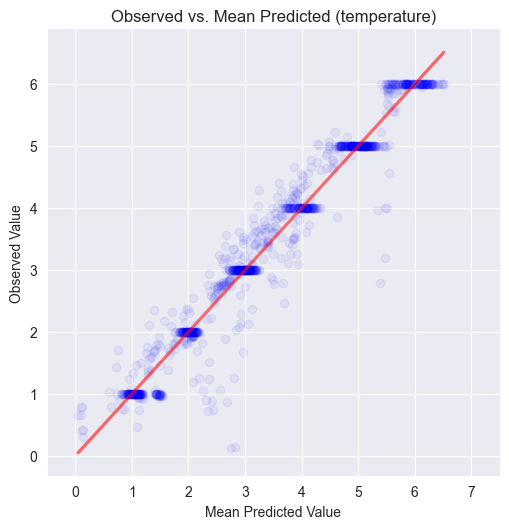 Observed vs. Mean Predicted (temperature)
Observed Value
6
5
4
3
2
1
0
0 1 2 3 4 5 6 7
Mean Predicted Value